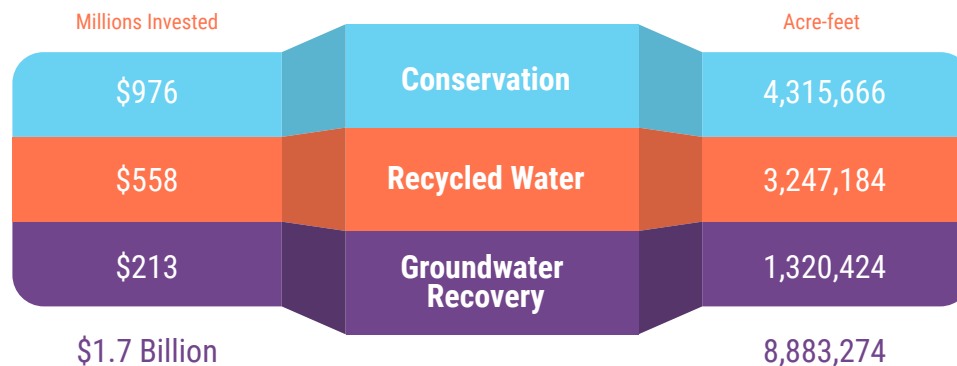 Millions Invested
Acre-feet
$976
Conservation
4,315,666
$558
Recycled Water
3,247,184
$213
Groundwater
Recovery
1,320,424
$1.7 Billion
8,883,274